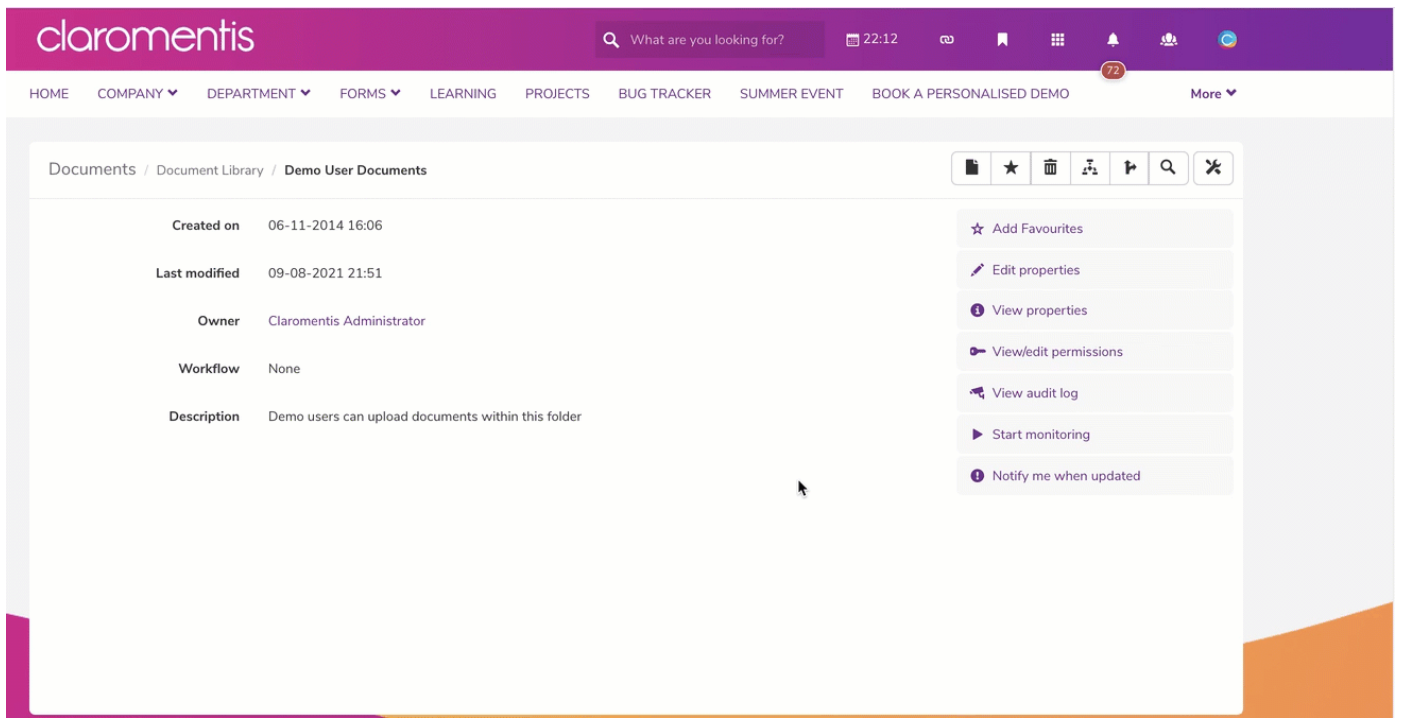 claromentis
What are you looking for?
22:12
72
HOME COMPANY DEPARTMENT FORMS LEARNING PROJECTS BUG TRACKER SUMMER EVENT BOOK A PERSONALISED DEMO More
Documents / Document Library / Demo User Documents
Created on 06-11-2014 16:06
Last modified 09-08-2021 21:51
Owner Claromentis Administrator
Workflow None
Description Demo users can upload documents within this folder
Add Favourites
Edit properties
View properties
View/edit permissions
View audit log
Start monitoring
Notify me when updated